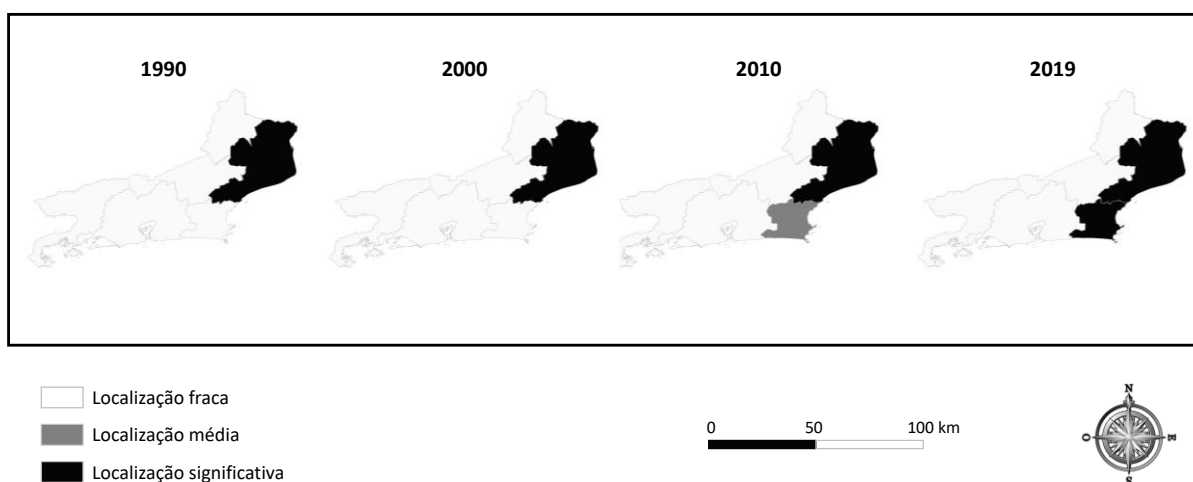 1990 2000 2010 2019
Localização fraca
Localização média
Localização significativa
0 50 100 km
N
O E
S